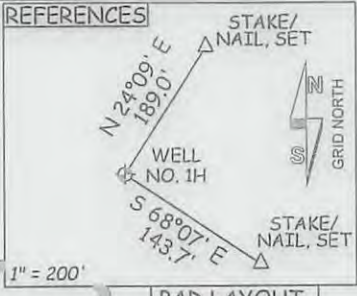 REFERENCES
STAKE/
NAIL, SET
N 24°09' E
189.0'
N
S
GRID NORTH
WELL
NO. 1H
S 68°07' E
143.7'
STAKE/
NAIL, SET
1" = 200'
PAD LAYOUT